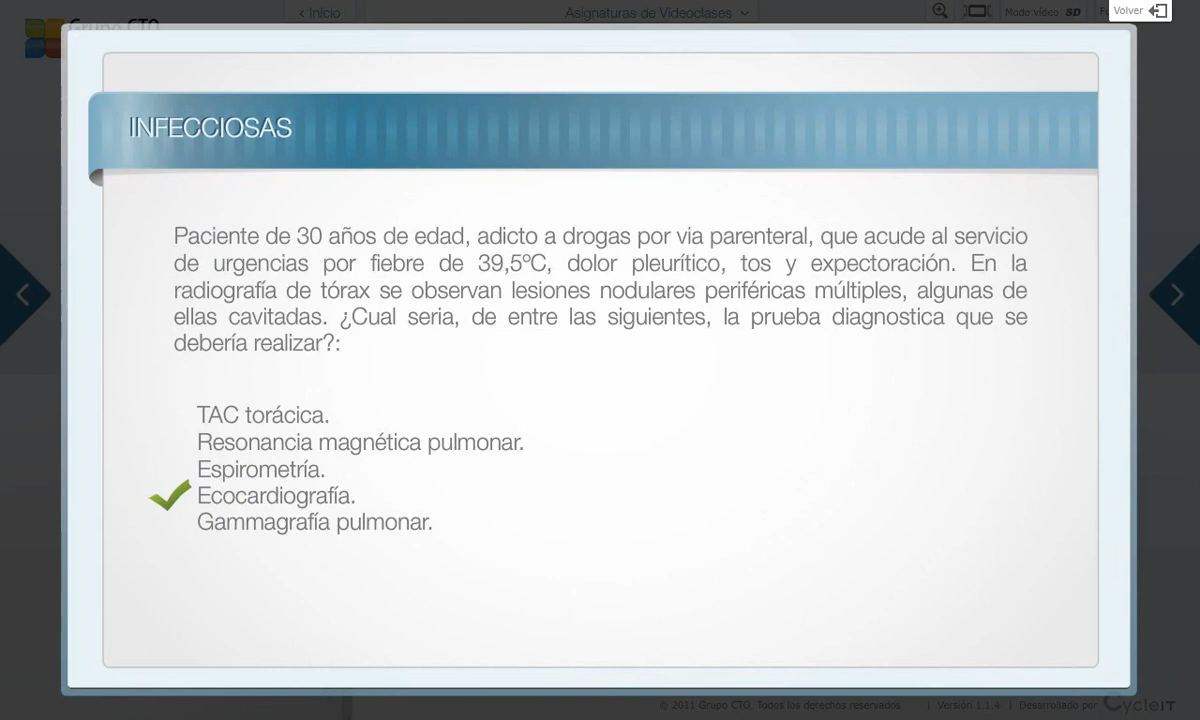 ‹ Inicio
Asignaturas de Videoclases
Modo vídeo SD
Volver
Grupo CTO
INFECCIOSAS
Paciente de 30 años de edad, adicto a drogas por via parenteral, que acude al servicio
de urgencias por fiebre de 39,5ºC, dolor pleurítico, tos y expectoración. En la
radiografía de tórax se observan lesiones nodulares periféricas múltiples, algunas de
ellas cavitadas. ¿Cual seria, de entre las siguientes, la prueba diagnostica que se
debería realizar?:
TAC torácica.
Resonancia magnética pulmonar.
Espirometría.
Ecocardiografía.
Gammagrafía pulmonar.
© 2011 Grupo CTO, Todos los derechos reservados | Versión 1.1.4 | Desarrollado por CycleIT